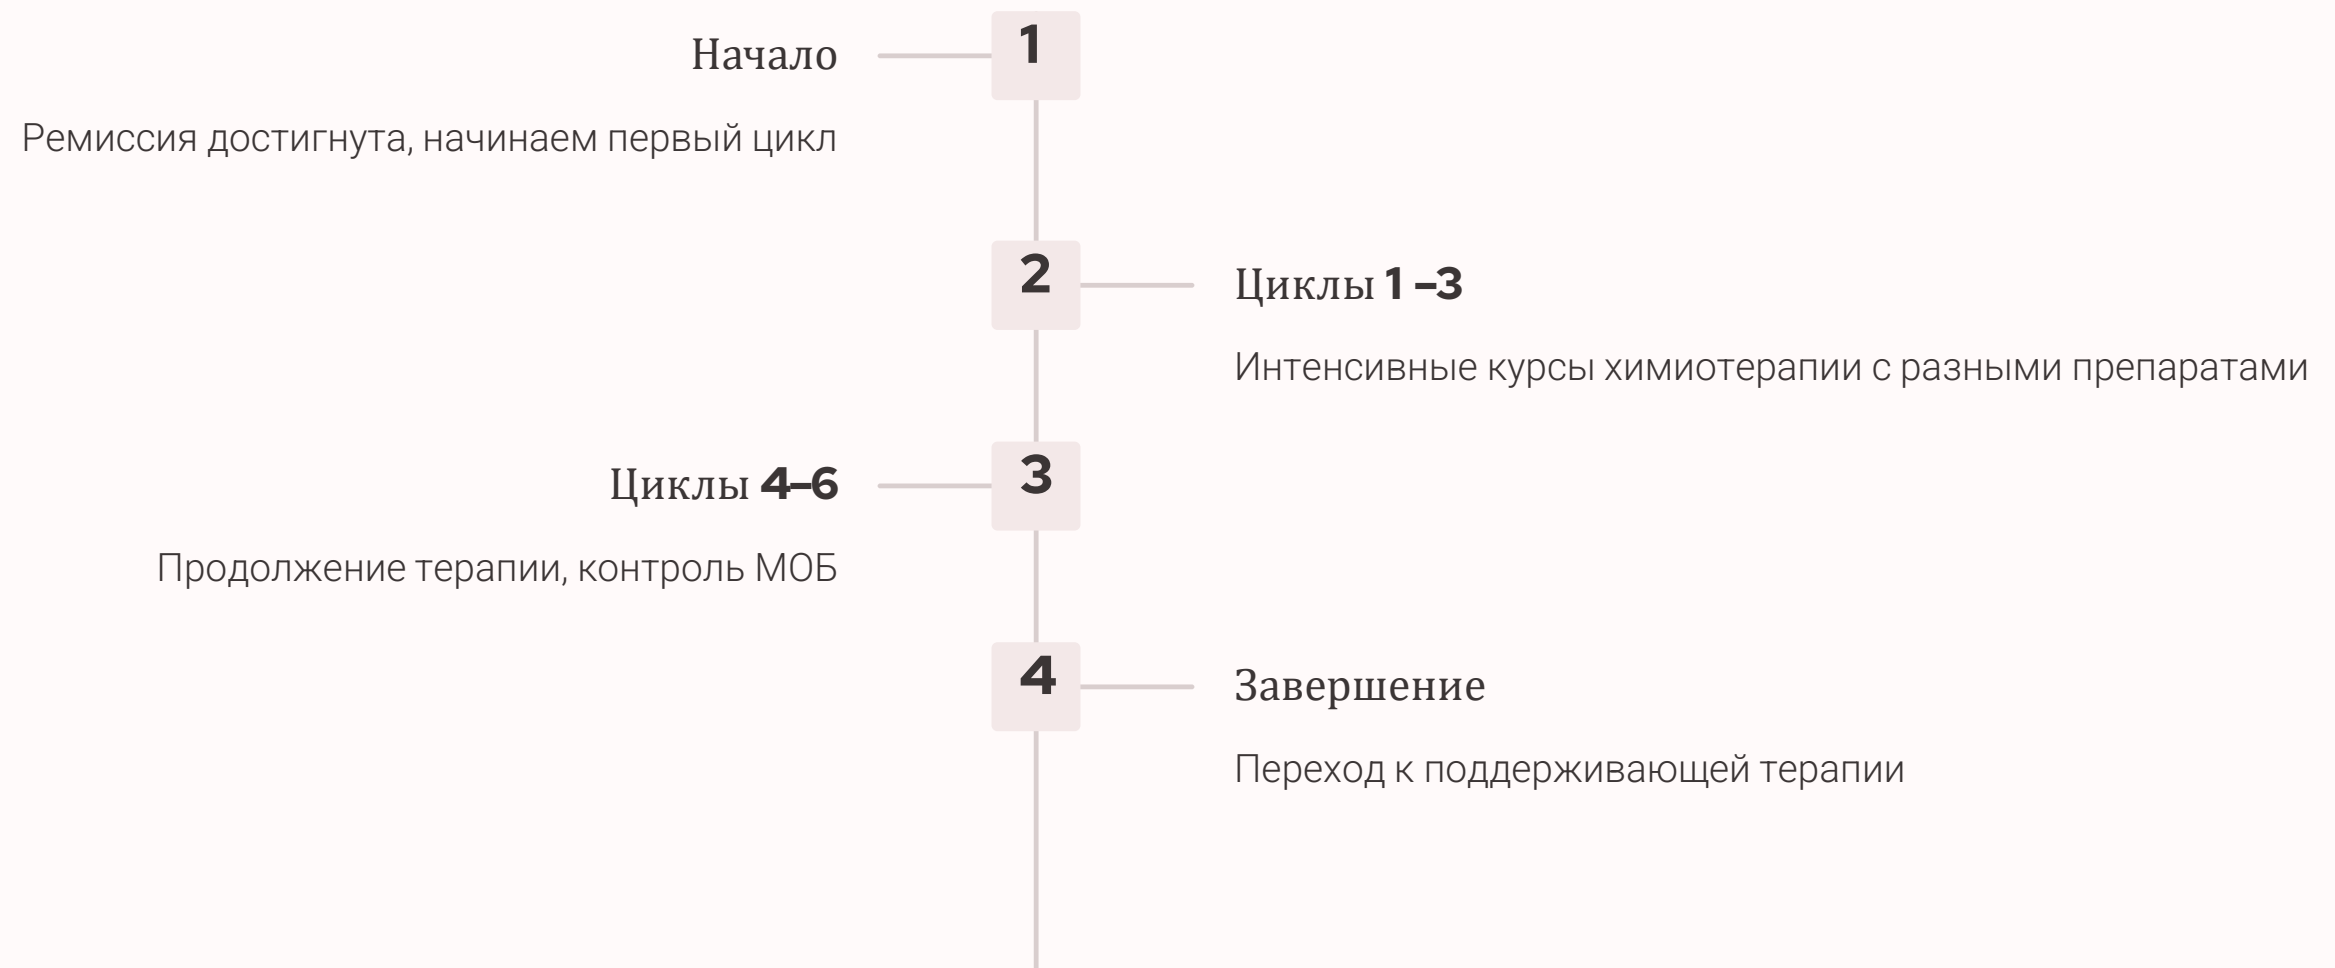 1
Начало
Ремиссия достигнута, начинаем первый цикл
2
Циклы 1 –3
Интенсивные курсы химиотерапии с разными препаратами
3
Циклы 4–6
Продолжение терапии, контроль МОБ
4
Завершение
Переход к поддерживающей терапии